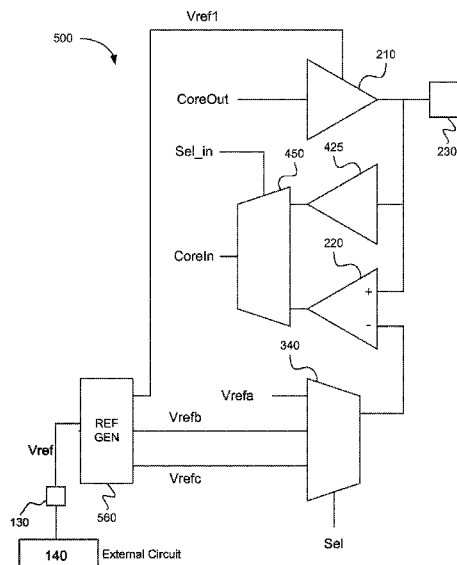 Vref1
500
210
CoreOut
230
Sel_in
450
425
CoreIn
220
+
-
340
Vrefa
REF
GEN
Vrefb
Vref
Vrefc
130
560
140
External Circuit
Sel